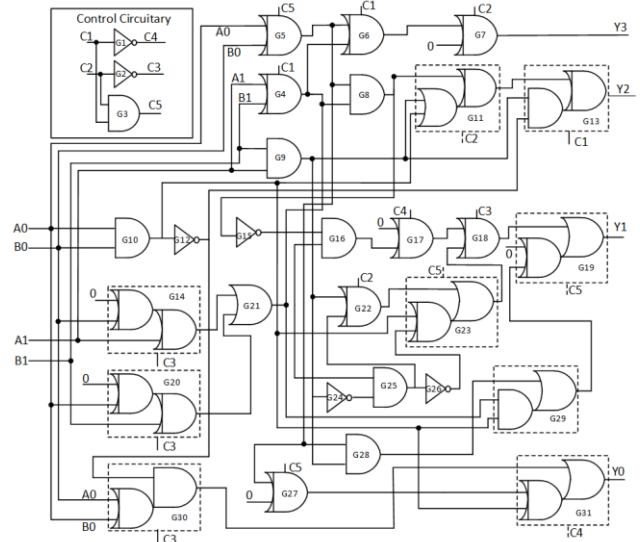 Control Circuitary
C1 G1 C4
C2 G2 C3
G3 C5
A0 B0 C5 G5 C1 G6 C2 0 G7 Y3
A1 B1 C1 G4 G8 G11 C2 G13 C1 Y2
G9
A0 B0 G10 G12 G15 G16 0 C4 G17 C3 G18 0 G19 C5 Y1
0 G14 C3 G21 C2 G22 C5 G23
A1
B1
0 G20 C3 G24 G25 G26 G29
G28
A0 B0 G30 C3 C5 0 G27 G31 C4 Y0